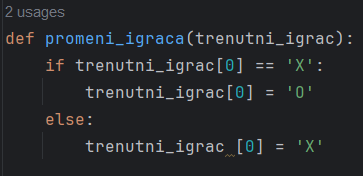 2 usages
def promeni_igraca(trenutni_igrac):
    if trenutni_igrac[0] == 'X':
        trenutni_igrac[0] = 'O'
    else:
        trenutni_igrac [0] = 'X'